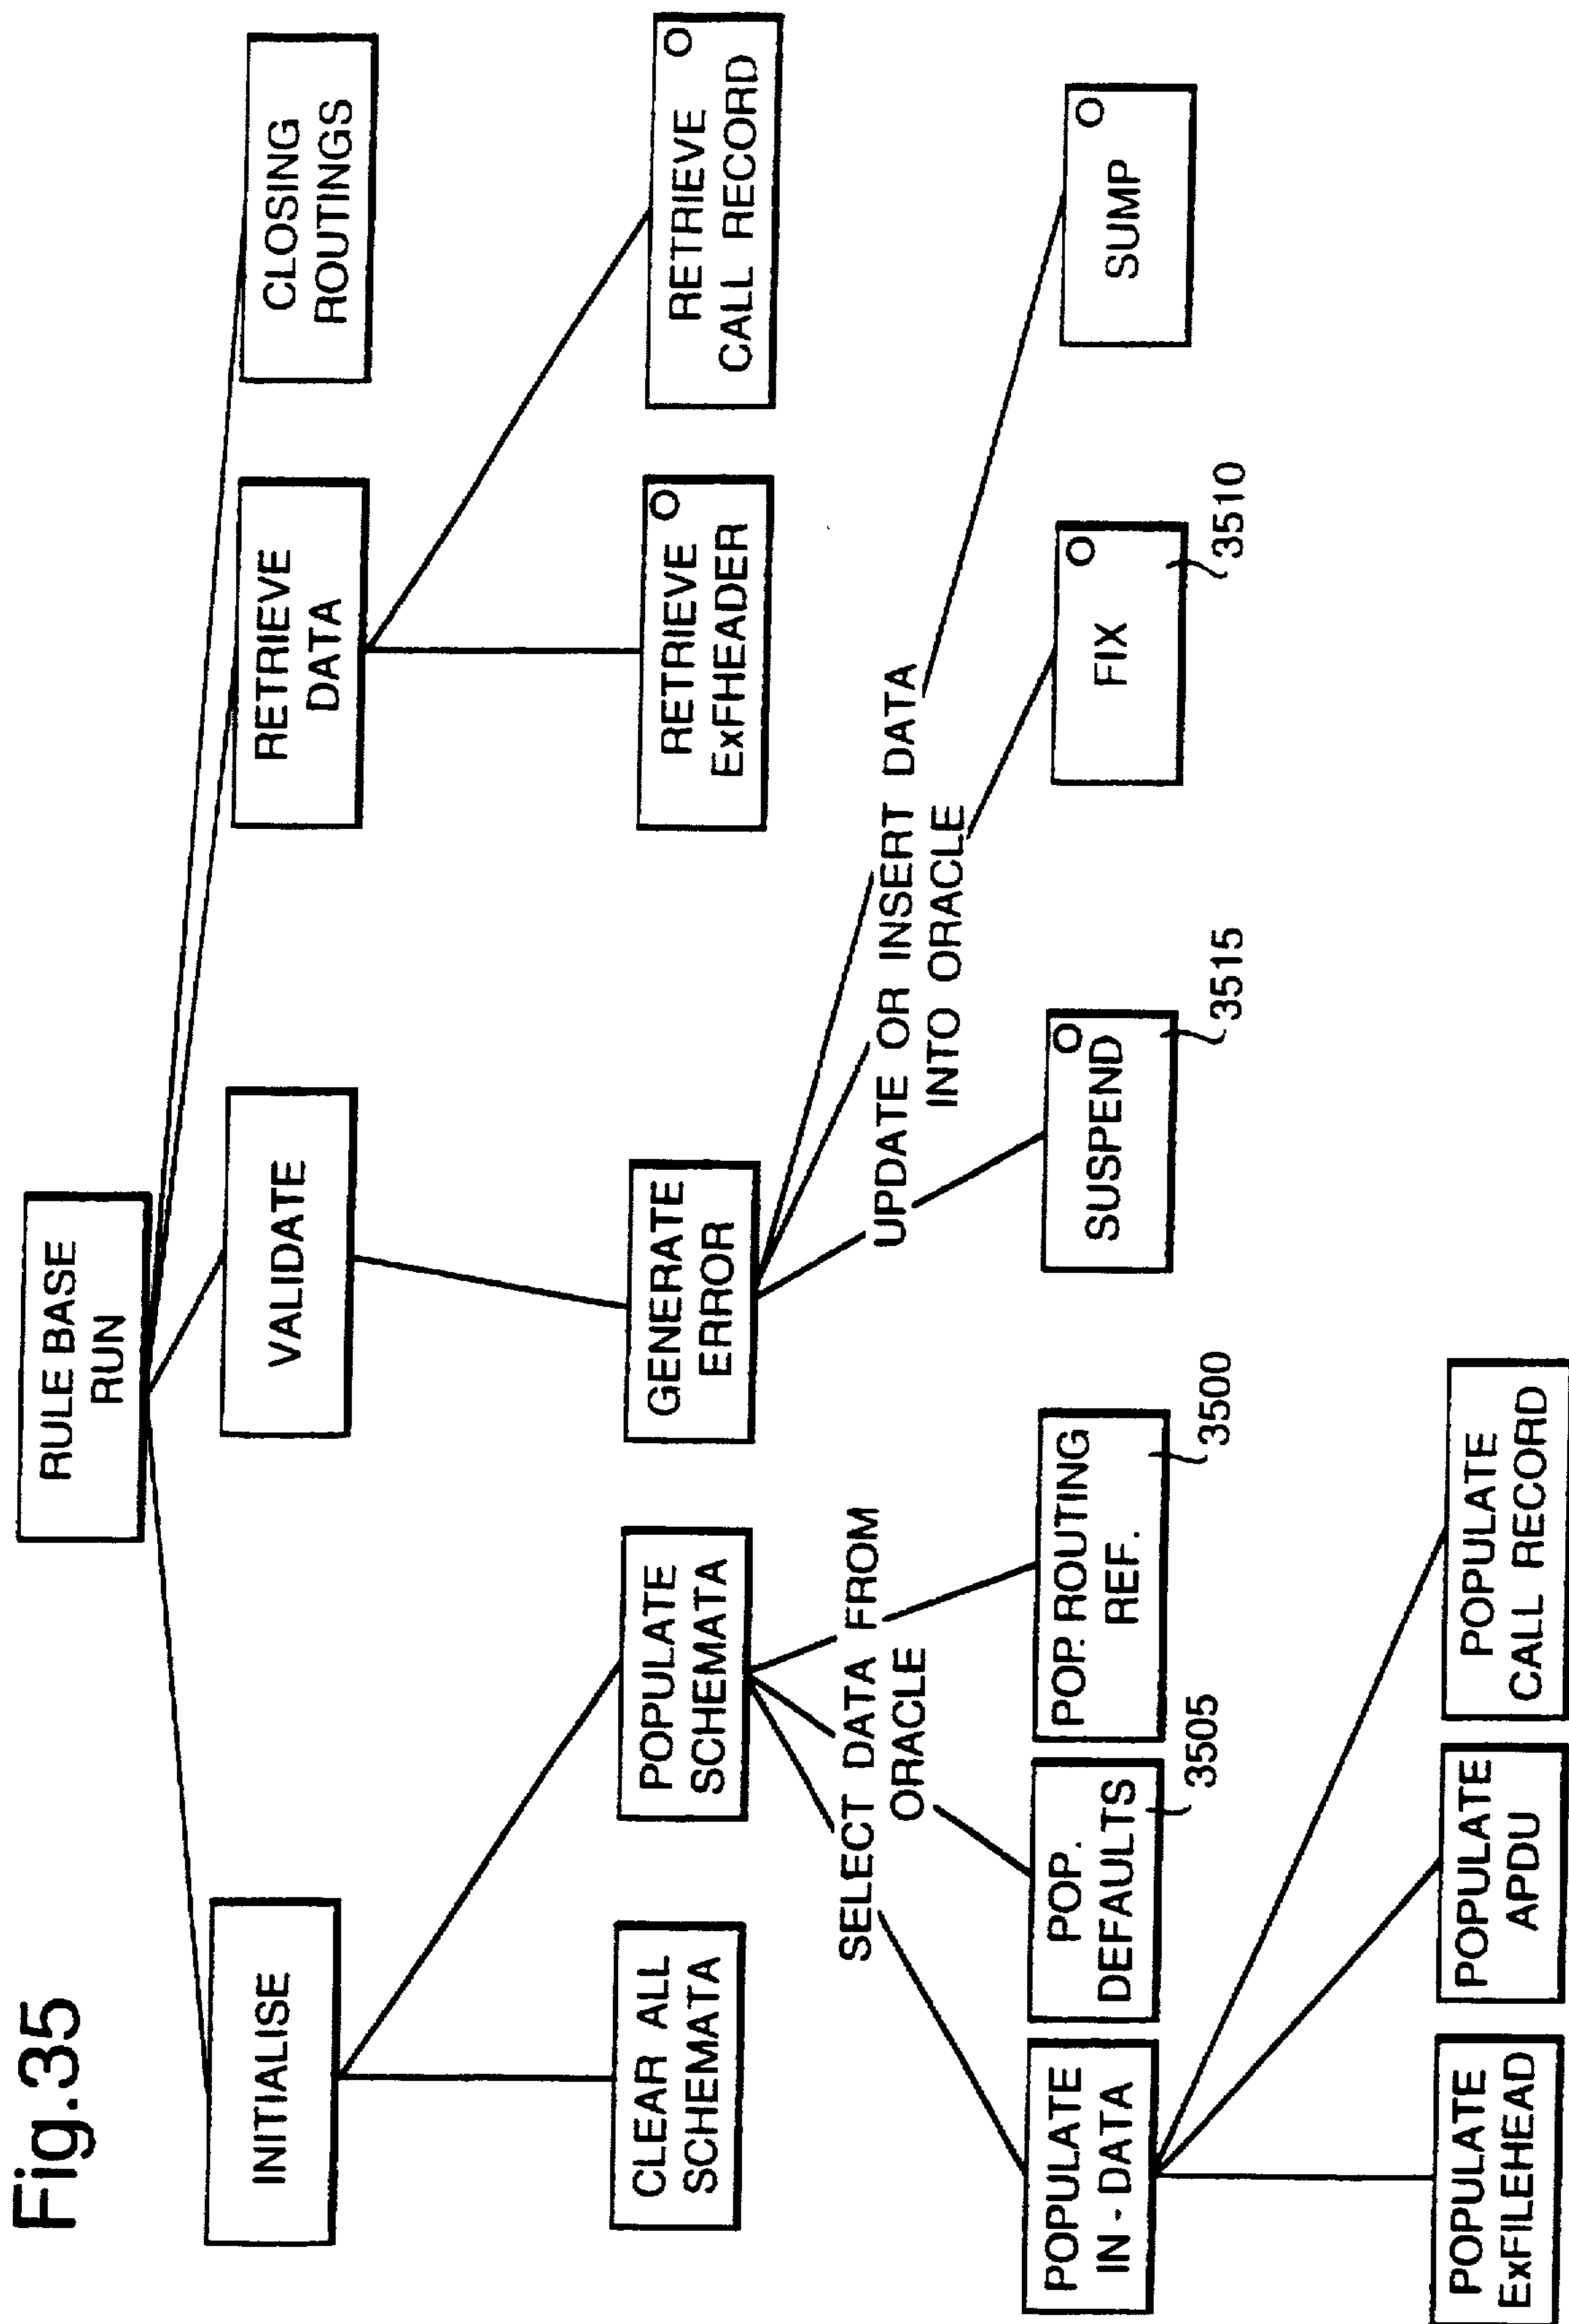 Fig.35
RULE BASE
RUN
INITIALISE
VALIDATE
RETRIEVE
DATA
CLOSING
ROUTINGS
CLEAR ALL
SCHEMATA
POPULATE
SCHEMATA
GENERATE
ERROR
RETRIEVE
ExFHEADER
O
RETRIEVE
CALL RECORD
O
SELECT DATA FROM
ORACLE
UPDATE OR INSERT DATA
INTO ORACLE
POPULATE
IN - DATA
POP.
DEFAULTS
3505
POP. ROUTING
REF.
3500
SUSPEND
O
3515
FIX
O
3510
SUMP
O
POPULATE
ExFILEHEAD
POPULATE
APDU
POPULATE
CALL RECORD